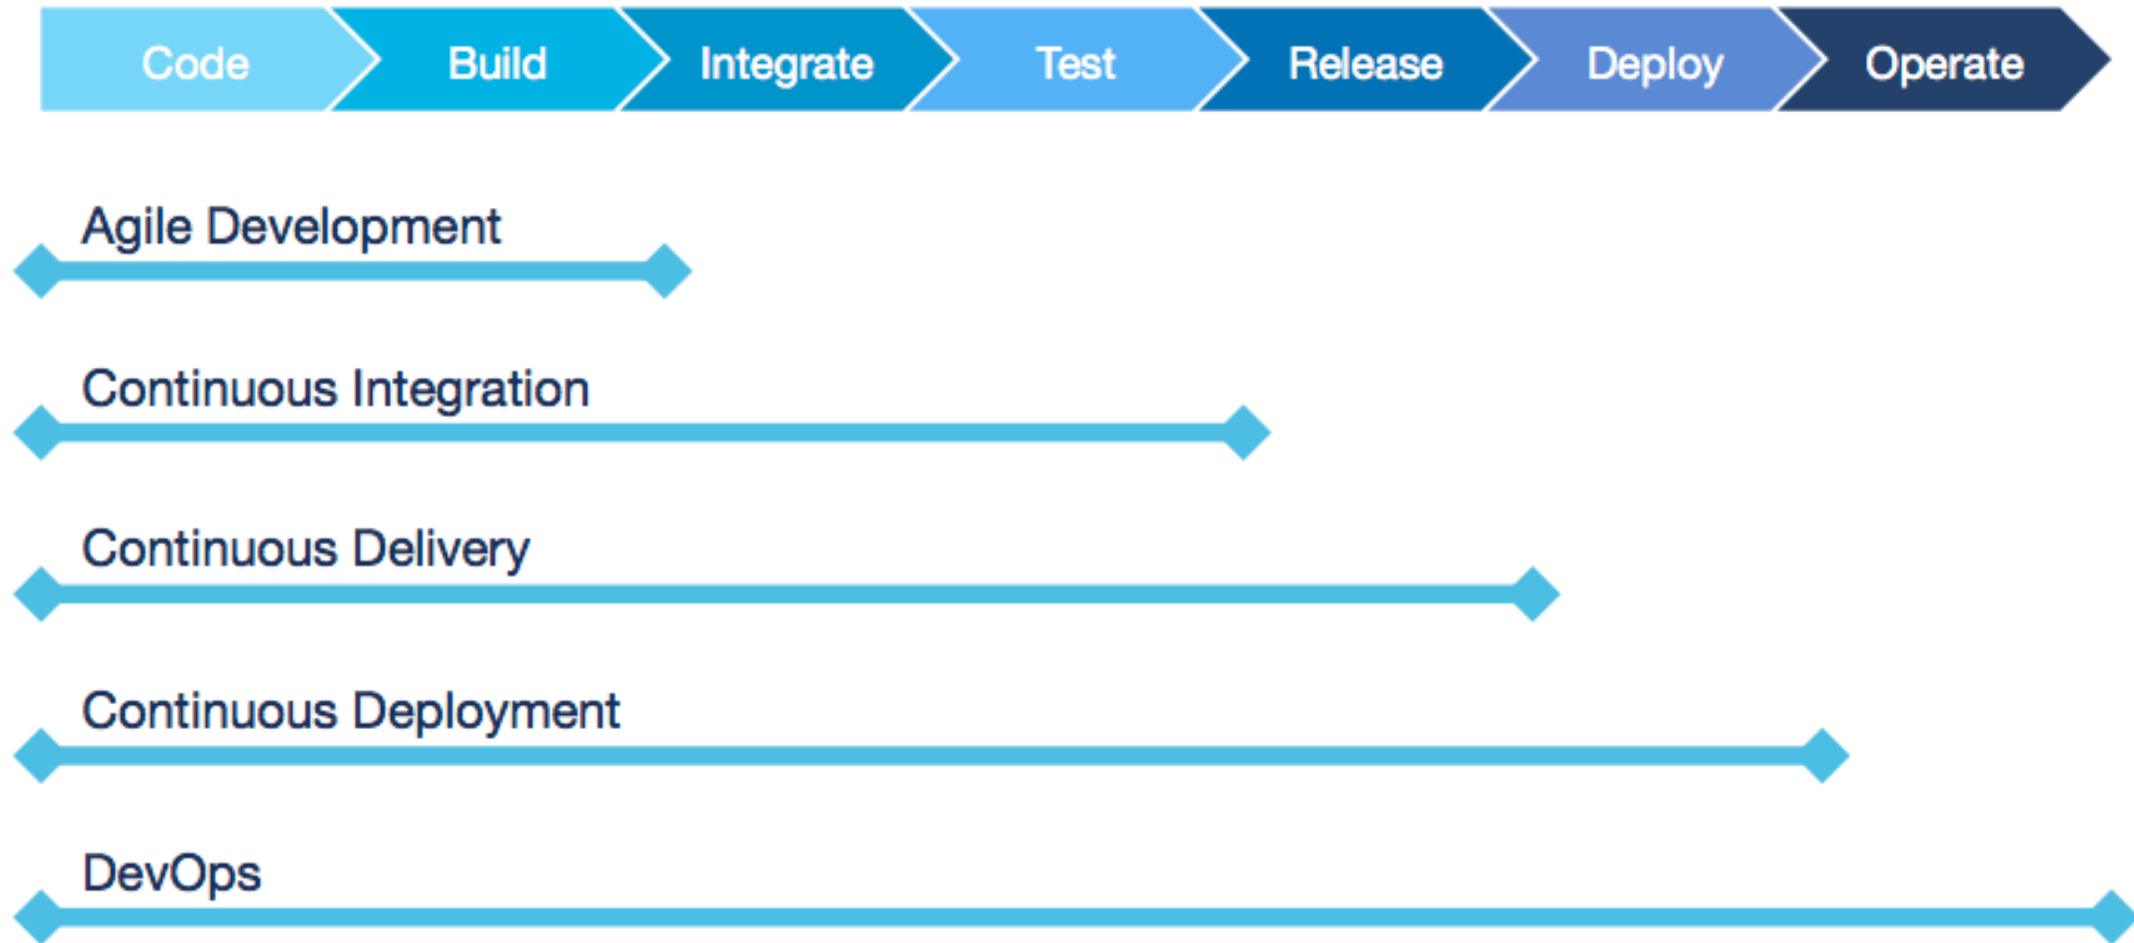 Code Build Integrate Test Release Deploy Operate
Agile Development
Continuous Integration
Continuous Delivery
Continuous Deployment
DevOps